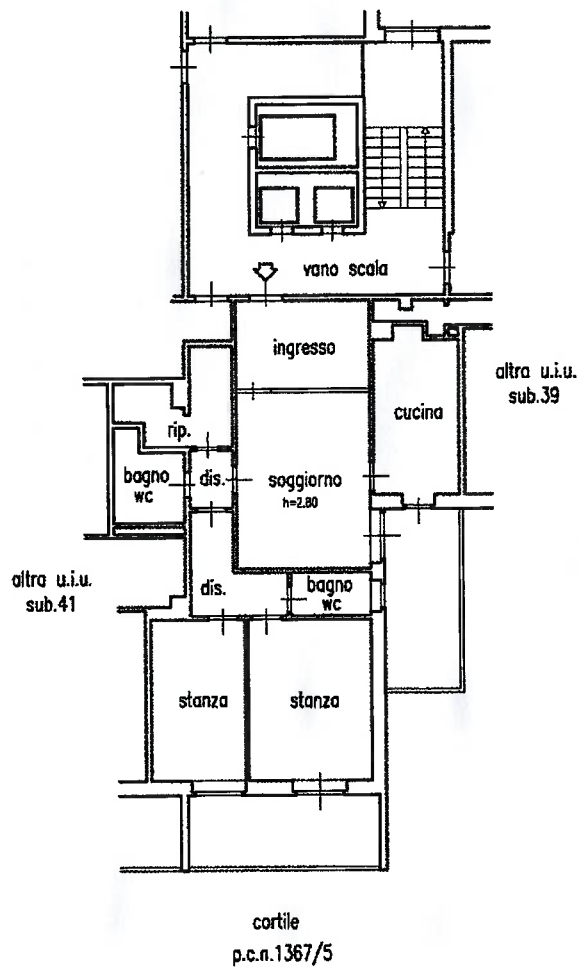 vano scala
ingresso
altra u.i.u.
sub.39
cucina
rip.
bagno
wc
dis.
soggiorno
h=2.80
altra u.i.u.
sub.41
dis.
bagno
wc
stanza
stanza
cortile
p.c.n.1367/5